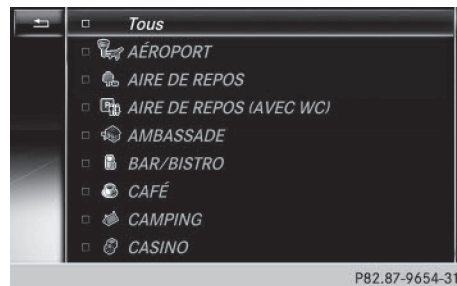 Tous
AÉROPORT
AIRE DE REPOS
AIRE DE REPOS (AVEC WC)
AMBASSADE
BAR/BISTRO
CAFÉ
CAMPING
CASINO
P82.87-9654-31